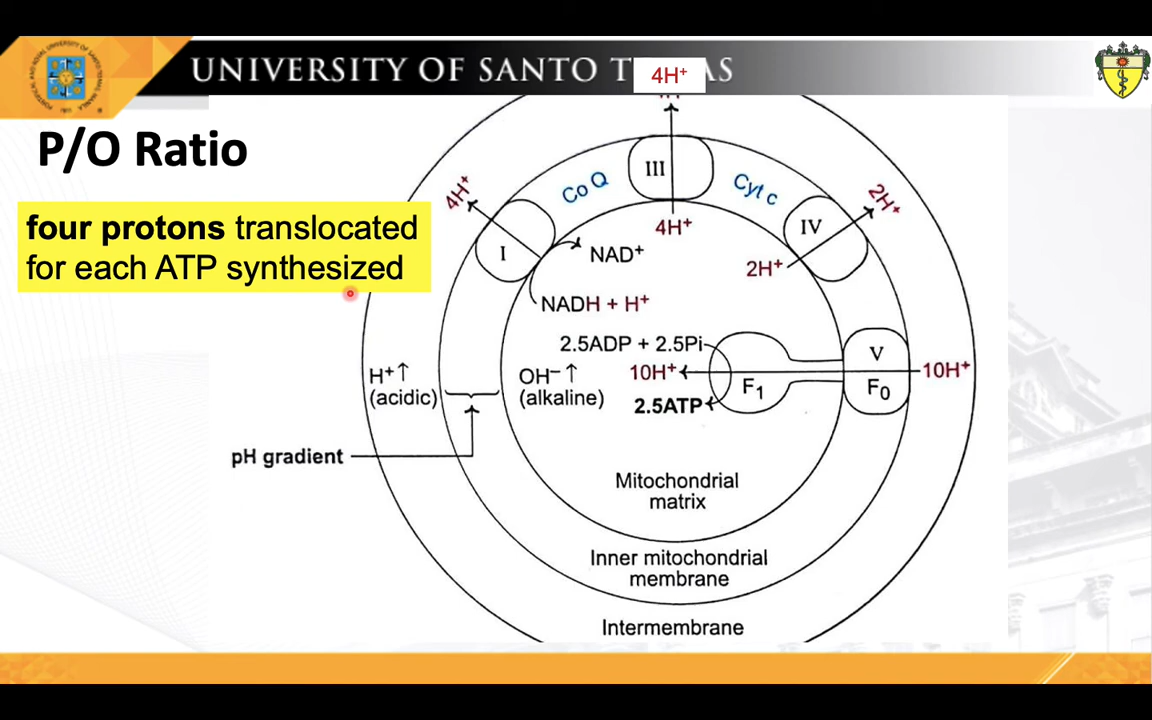 UNIVERSITY OF SANTO T AS
4H⁺
P/O Ratio
four protons translocated
for each ATP synthesized
4H⁺
Co Q
III
Cyt c
2H⁺
4H⁺
I
IV
NAD⁺
2H⁺
NADH + H⁺
2.5ADP + 2.5Pi
V
H⁺↑
(acidic)
OH⁻↑
(alkaline)
10H⁺
F₁
F₀
10H⁺
2.5ATP
pH gradient
Mitochondrial
matrix
Inner mitochondrial
membrane
Intermembrane